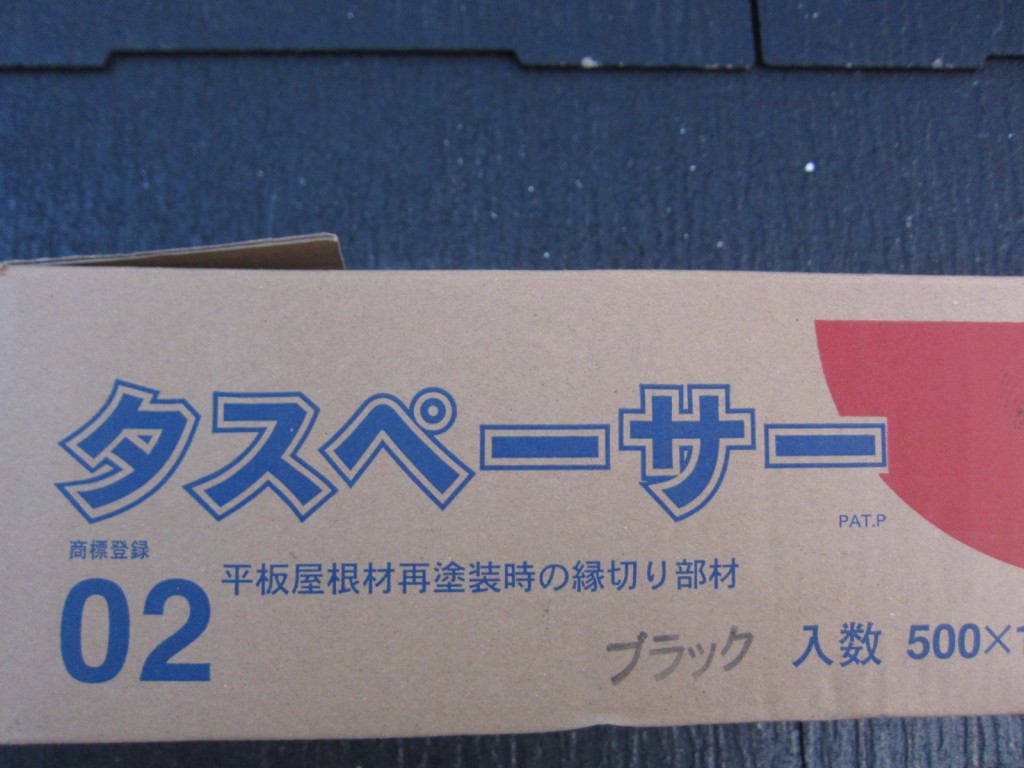 タスペーサー
PAT.P
商標登録
02
平板屋根材再塗装時の縁切り部材
ブラック 入数 500×